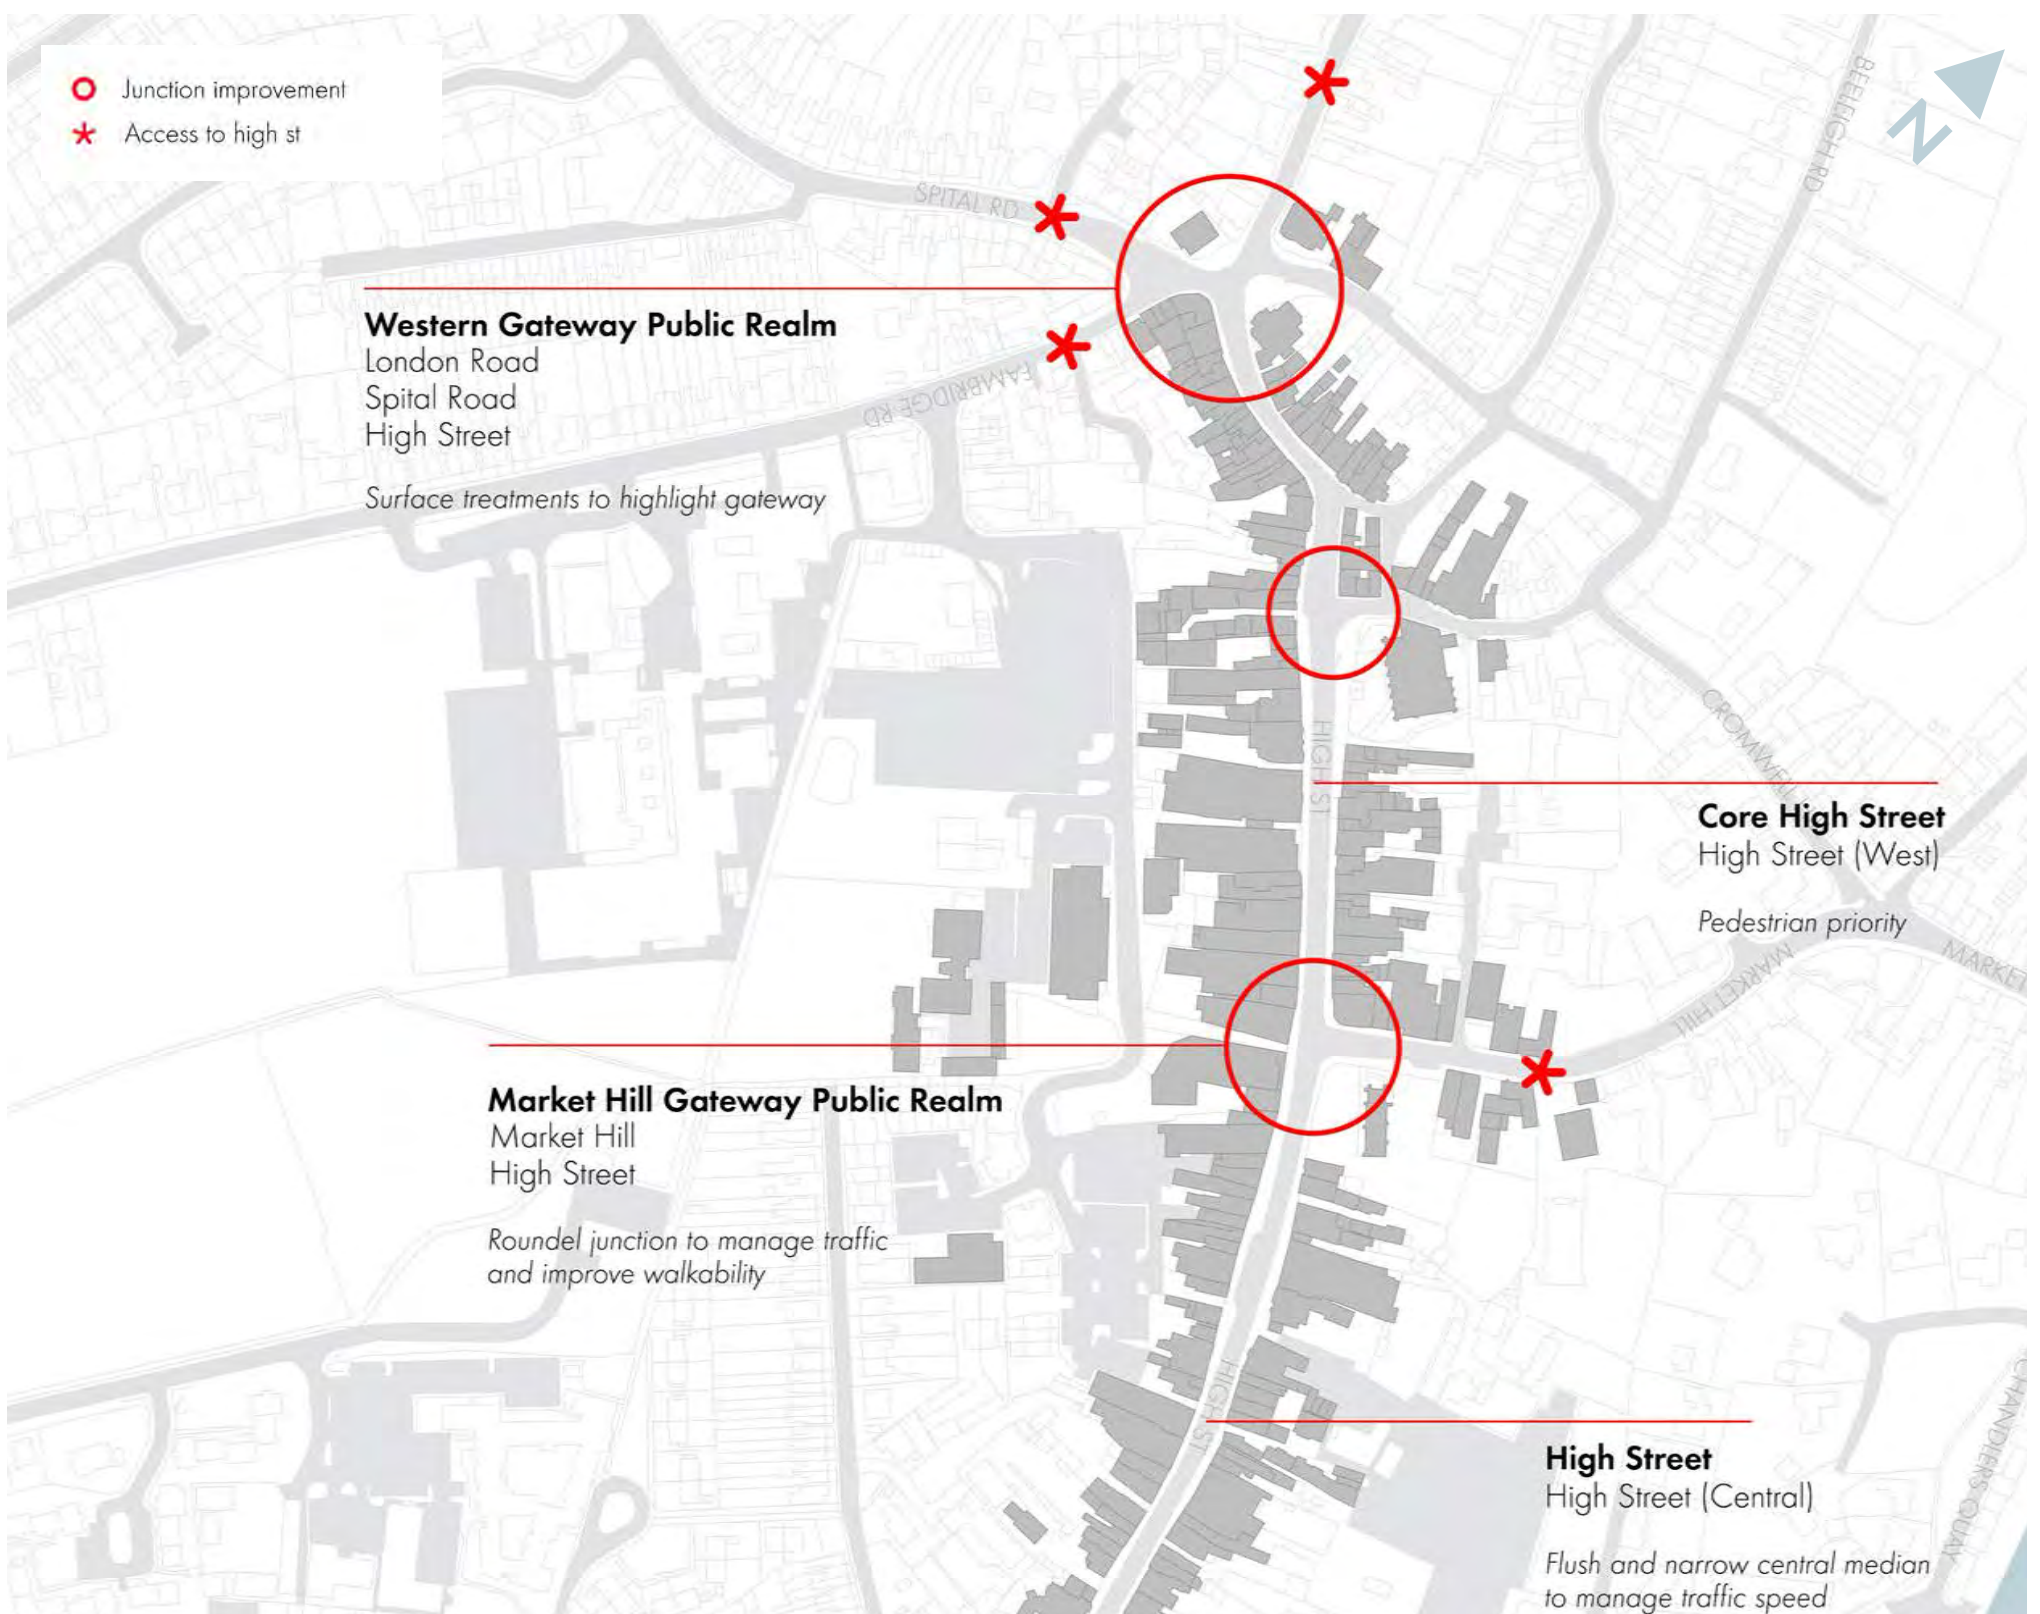 Junction improvement
Access to high st
N
BEELEIGH RD
SPITAL RD
Western Gateway Public Realm
London Road
Spital Road
High Street
Surface treatments to highlight gateway
FAMBRIDGE RD
HIGH ST
CROMWELL
Core High Street
High Street (West)
Pedestrian priority
MARKET HILL
MARKET
Market Hill Gateway Public Realm
Market Hill
High Street
Roundel junction to manage traffic
and improve walkability
HIGH ST
CHANDLERS QUAY
High Street
High Street (Central)
Flush and narrow central median
to manage traffic speed